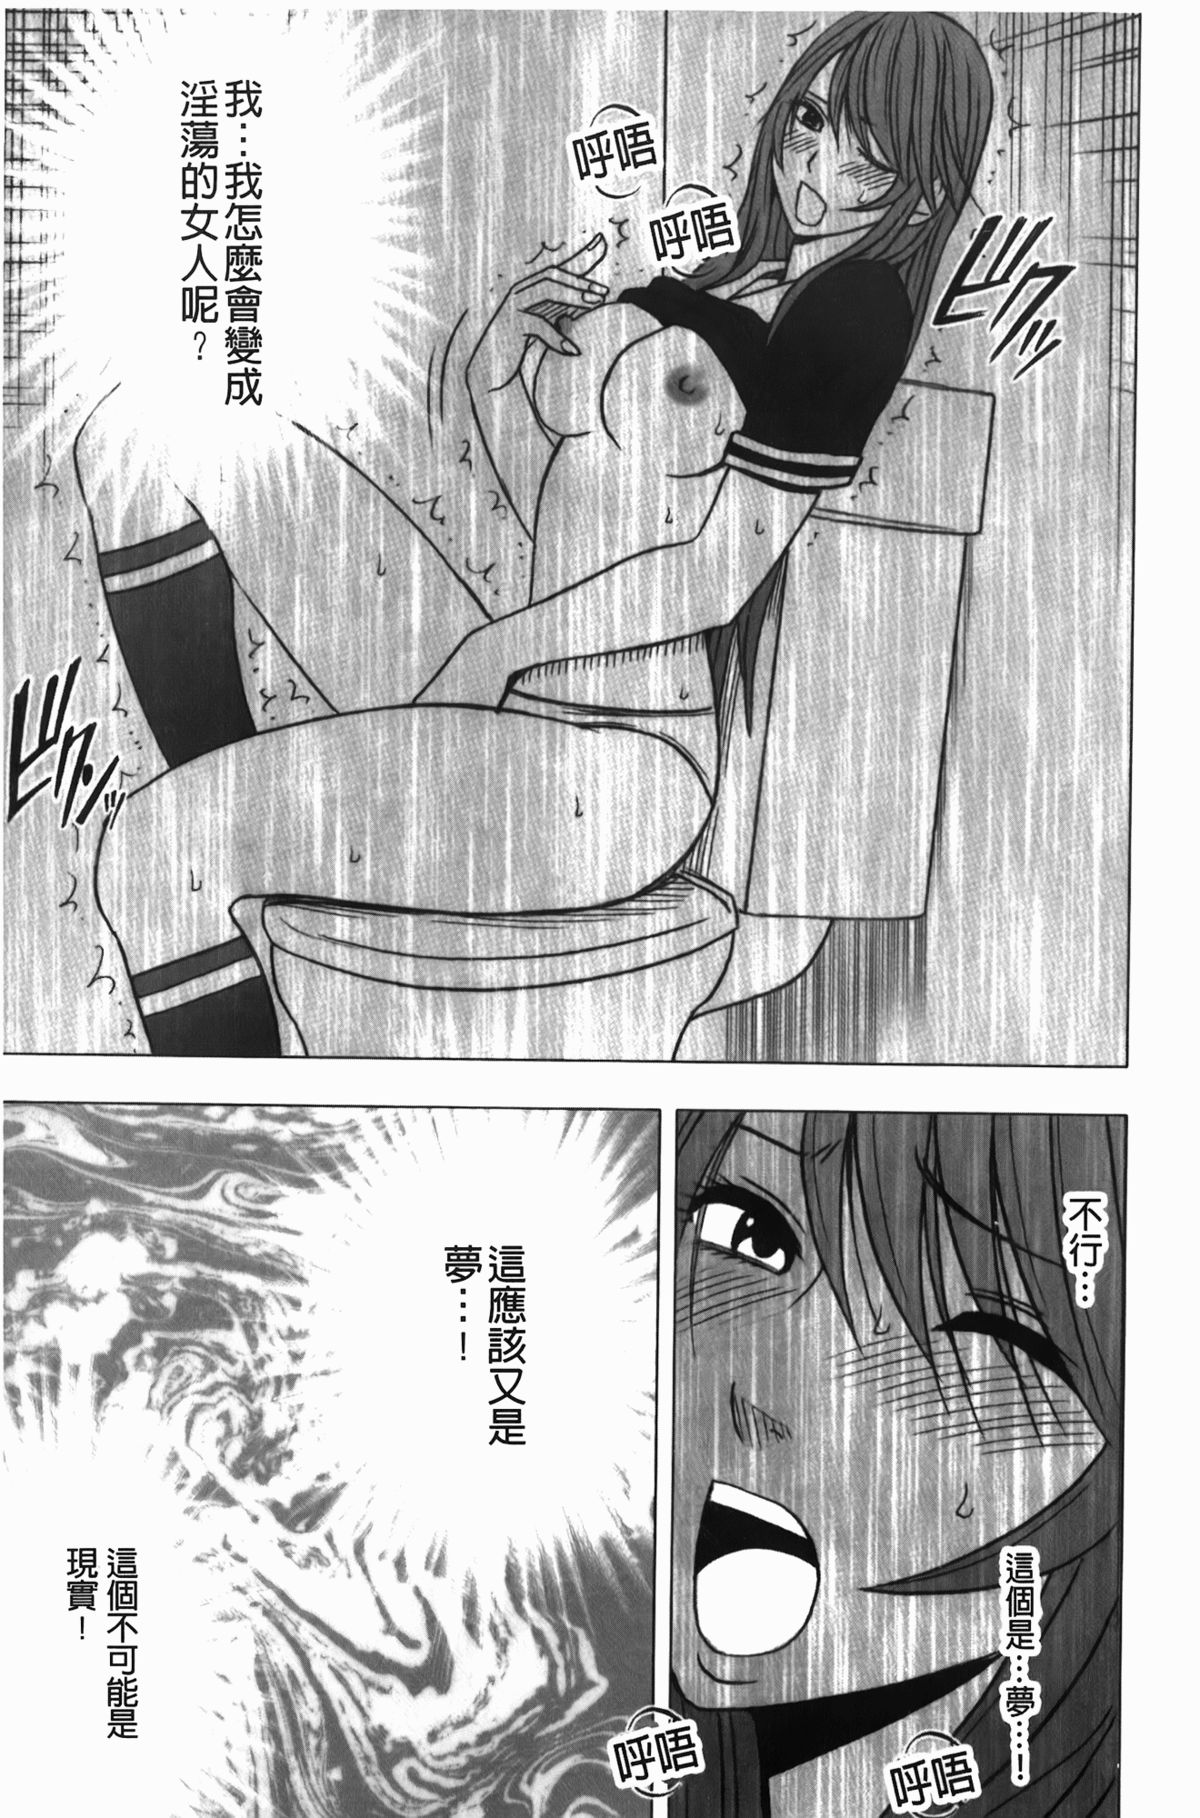 呼唔
呼唔
ビクッ
我…我怎麼會變成
淫蕩的女人呢?
ビクンッ
不行…
這個是…夢…!
呼唔
呼唔
這應該又是
夢…!
這個不可能是
現實!